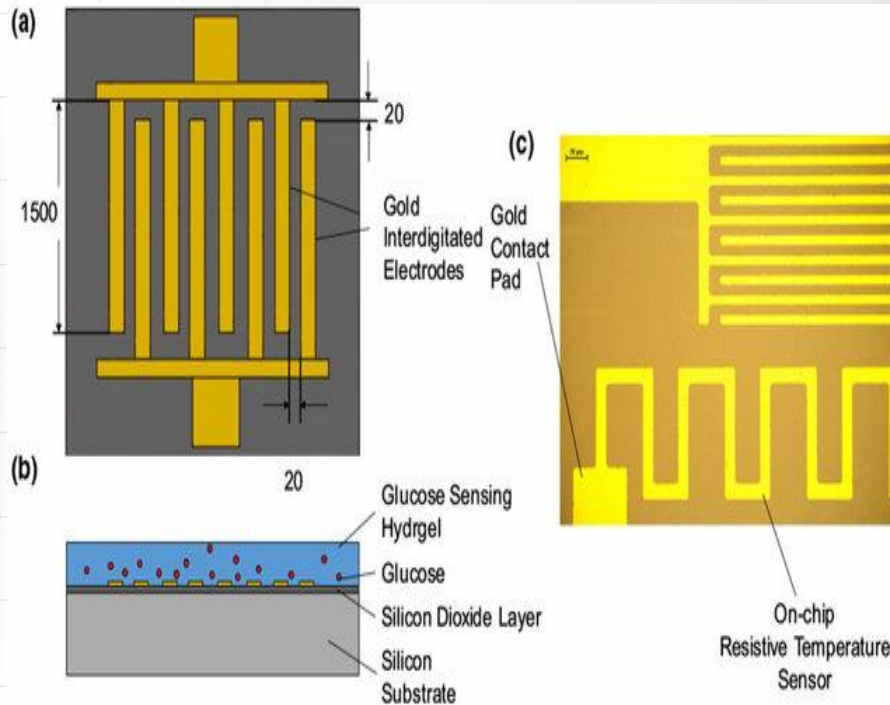 (a)
20
1500
Gold
Interdigitated
Electrodes
20
(b)
Glucose Sensing
Hydrgel
Glucose
Silicon Dioxide Layer
Silicon
Substrate
(c)
Gold
Contact
Pad
On-chip
Resistive Temperature
Sensor